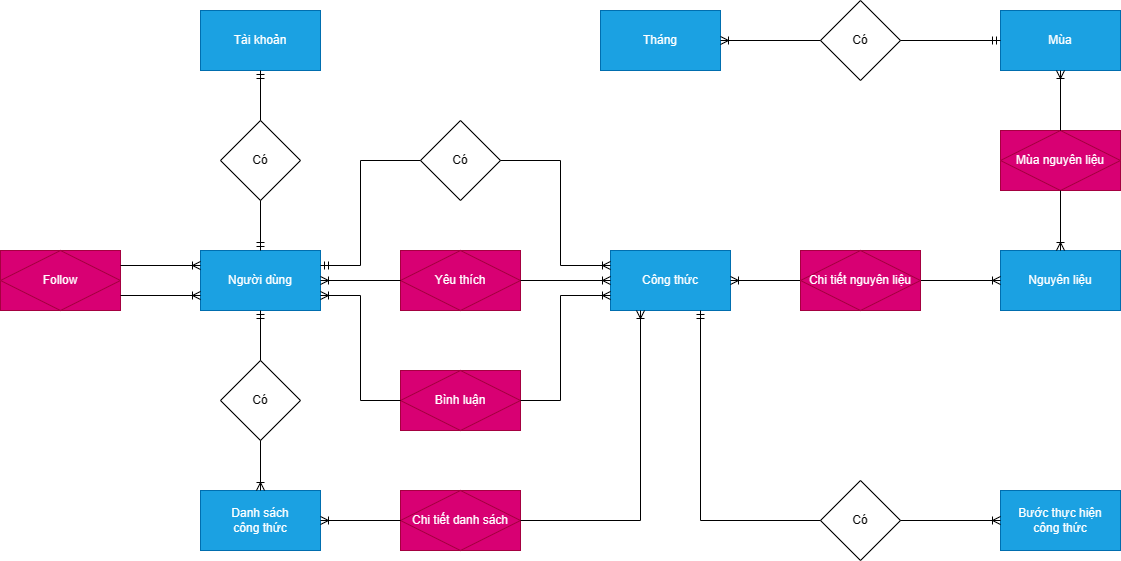 Tài khoản
Tháng
Có
Mùa
Có
Có
Mùa nguyên liệu
Follow
Người dùng
Yêu thích
Công thức
Chi tiết nguyên liệu
Nguyên liệu
Có
Bình luận
Danh sách
công thức
Chi tiết danh sách
Có
Bước thực hiện
công thức